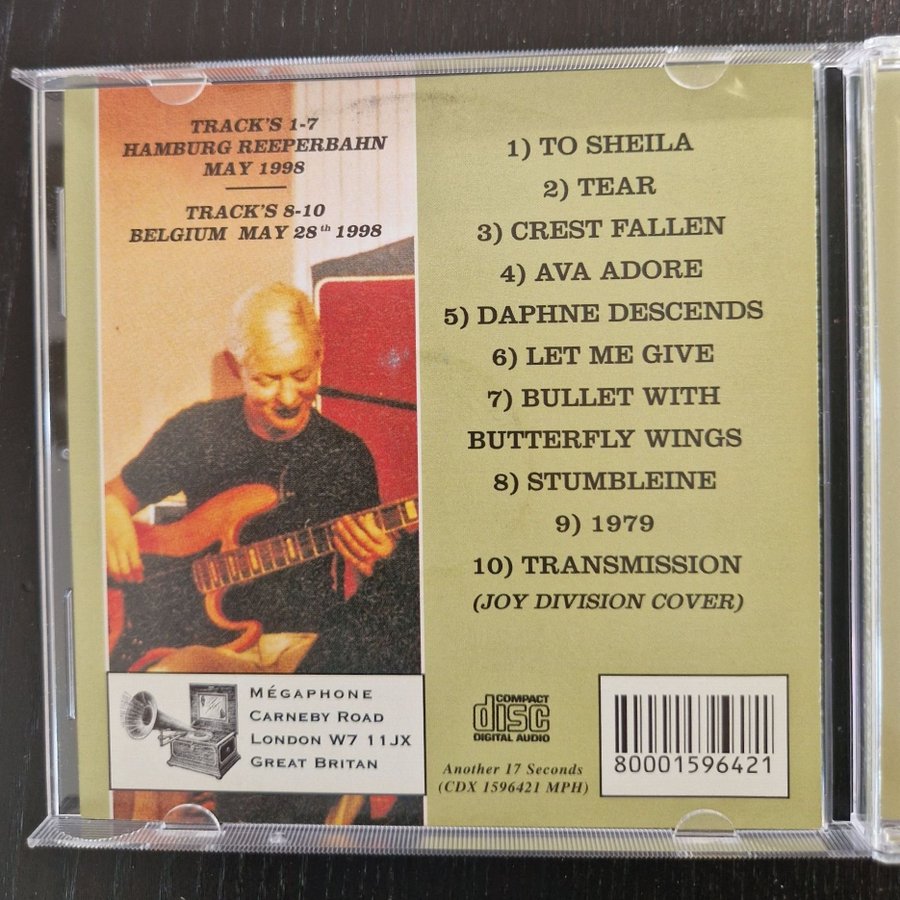 TRACK'S 1-7
HAMBURG REEPERBAHN
MAY 1998
TRACK'S 8-10
BELGIUM MAY 28th 1998
1) TO SHEILA
2) TEAR
3) CREST FALLEN
4) AVA ADORE
5) DAPHNE DESCENDS
6) LET ME GIVE
7) BULLET WITH
BUTTERFLY WINGS
8) STUMBLEINE
9) 1979
10) TRANSMISSION
(JOY DIVISION COVER)
MÉGAPHONE
CARNEBY ROAD
LONDON W7 11JX
GREAT BRITAN
COMPACT
disc
DIGITAL AUDIO
Another 17 Seconds
(CDX 1596421 MPH)
80001596421